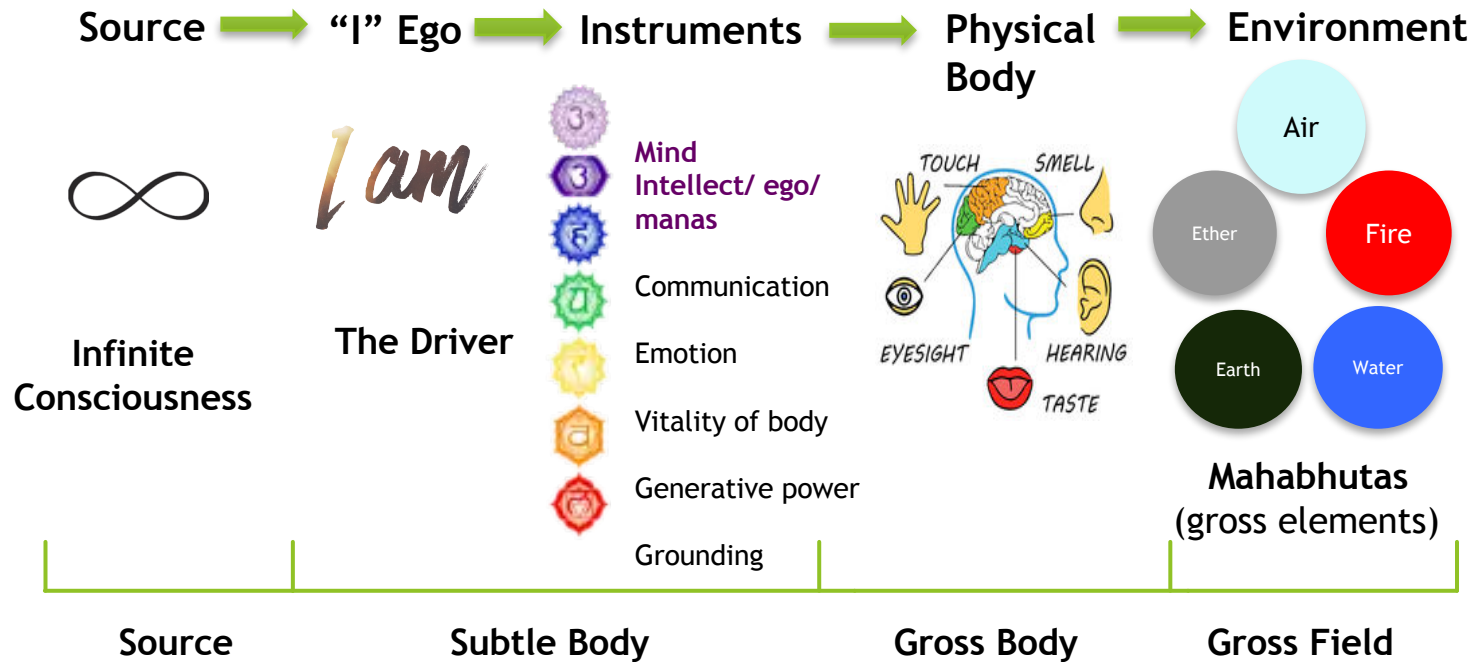 Source
“I” Ego
Instruments
Physical
Body
Environment
I am
ॐ
ॐ
हं
यं
रं
वं
लं
Mind
Intellect/ ego/
manas
Communication
Emotion
Vitality of body
Generative power
Grounding
Infinite
Consciousness
The Driver
TOUCH
SMELL
EYESIGHT
HEARING
TASTE
Air
Ether
Fire
Earth
Water
Mahabhutas
(gross elements)
Source
Subtle Body
Gross Body
Gross Field